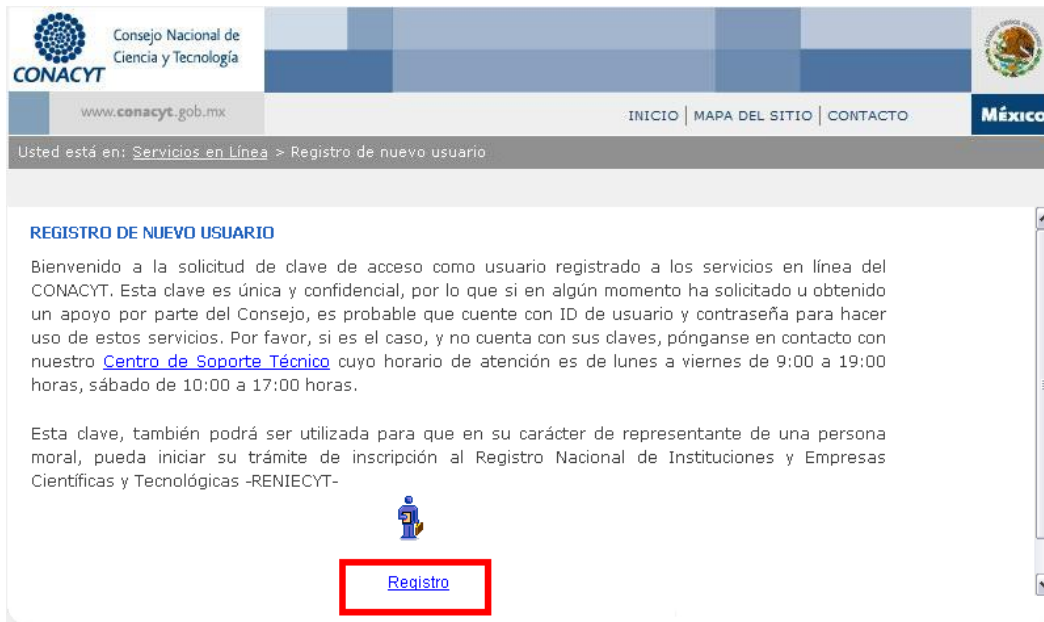 Consejo Nacional de
Ciencia y Tecnología
CONACYT
www.conacyt.gob.mx
INICIO | MAPA DEL SITIO | CONTACTO
México
Usted está en: Servicios en Línea > Registro de nuevo usuario
REGISTRO DE NUEVO USUARIO
Bienvenido a la solicitud de clave de acceso como usuario registrado a los servicios en línea del
CONACYT. Esta clave es única y confidencial, por lo que si en algún momento ha solicitado u obtenido
un apoyo por parte del Consejo, es probable que cuente con ID de usuario y contraseña para hacer
uso de estos servicios. Por favor, si es el caso, y no cuenta con sus claves, pónganse en contacto con
nuestro Centro de Soporte Técnico cuyo horario de atención es de lunes a viernes de 9:00 a 19:00
horas, sábado de 10:00 a 17:00 horas.
Esta clave, también podrá ser utilizada para que en su carácter de representante de una persona
moral, pueda iniciar su trámite de inscripción al Registro Nacional de Instituciones y Empresas
Científicas y Tecnológicas -RENIECYT-
Registro